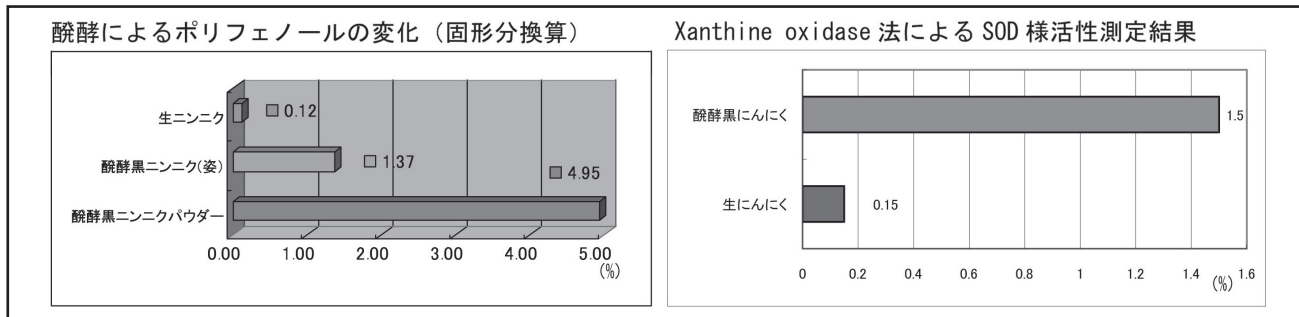 醗酵によるポリフェノールの変化（固形分換算）
生ニンニク
0.12
醗酵黒ニンニク(姿)
1.37
4.95
醗酵黒ニンニクパウダー
0.00 1.00 2.00 3.00 4.00 5.00
(%)
Xanthine oxidase 法による SOD 様活性測定結果
醗酵黒にんにく
1.5
生にんにく
0.15
0 0.2 0.4 0.6 0.8 1 1.2 1.4 1.6
(%)